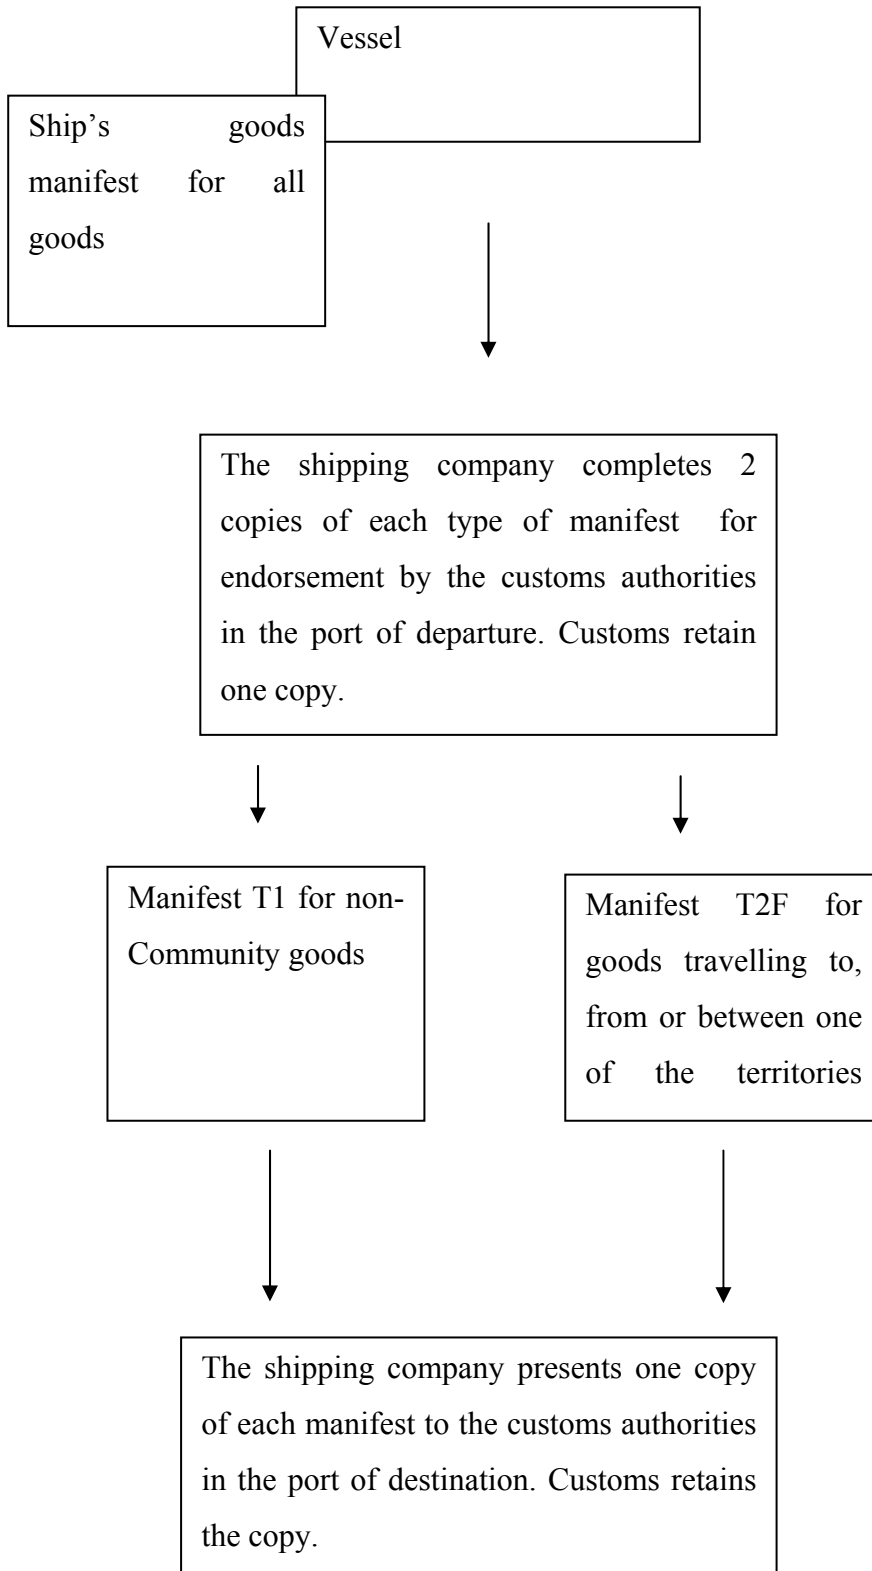 Vessel
Ship’s goods
manifest for all
goods
The shipping company completes 2
copies of each type of manifest for
endorsement by the customs authorities
in the port of departure. Customs retain
one copy.
Manifest T1 for non-
Community goods
Manifest T2F for
goods travelling to,
from or between one
of the territories
The shipping company presents one copy
of each manifest to the customs authorities
in the port of destination. Customs retains
the copy.